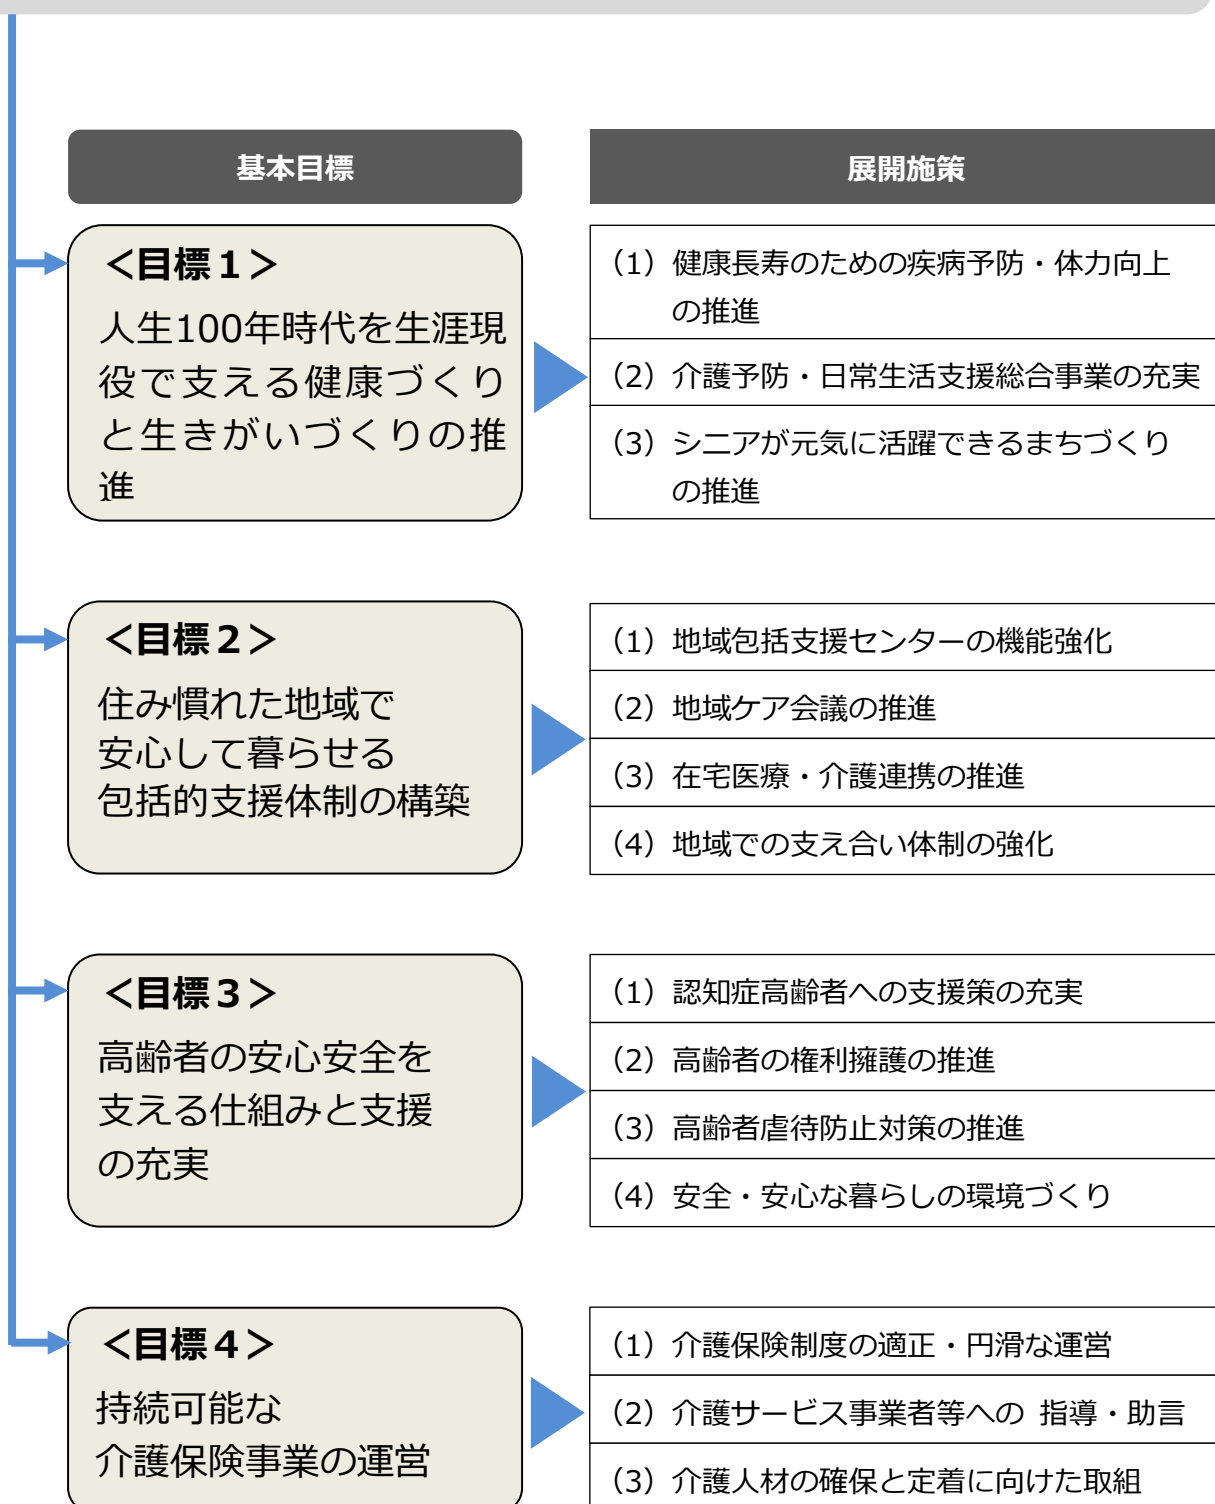 基本目標
展開施策
＜目標１＞
人生100年時代を生涯現
役で支える健康づくり
と生きがいづくりの推
進
（1）健康長寿のための疾病予防・体力向上
の推進
（2）介護予防・日常生活支援総合事業の充実
（3）シニアが元気に活躍できるまちづくり
の推進
＜目標２＞
住み慣れた地域で
安心して暮らせる
包括的支援体制の構築
（1）地域包括支援センターの機能強化
（2）地域ケア会議の推進
（3）在宅医療・介護連携の推進
（4）地域での支え合い体制の強化
＜目標３＞
高齢者の安心安全を
支える仕組みと支援
の充実
（1）認知症高齢者への支援策の充実
（2）高齢者の権利擁護の推進
（3）高齢者虐待防止対策の推進
（4）安全・安心な暮らしの環境づくり
＜目標４＞
持続可能な
介護保険事業の運営
（1）介護保険制度の適正・円滑な運営
（2）介護サービス事業者等への 指導・助言
（3）介護人材の確保と定着に向けた取組